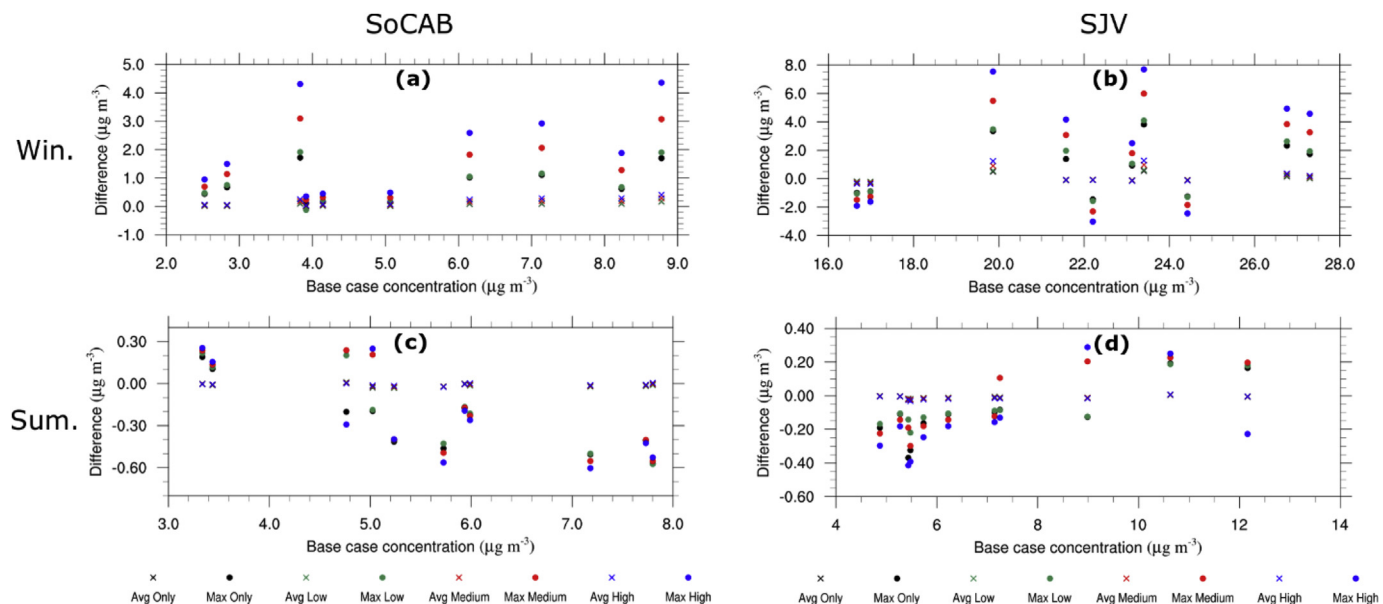 SoCAB
SJV
Win.
Sum.
(a)
Difference (µg m-3)
5.0
4.0
3.0
2.0
1.0
0.0
-1.0
2.0 3.0 4.0 5.0 6.0 7.0 8.0 9.0
Base case concentration (µg m-3)
(b)
Difference (µg m-3)
8.0
6.0
4.0
2.0
0.0
-2.0
-4.0
16.0 18.0 20.0 22.0 24.0 26.0 28.0
Base case concentration (µg m-3)
(c)
Difference (µg m-3)
0.30
0.00
-0.30
-0.60
3.0 4.0 5.0 6.0 7.0 8.0
Base case concentration (µg m-3)
(d)
Difference (µg m-3)
0.40
0.20
0.00
-0.20
-0.40
-0.60
4 6 8 10 12 14
Base case concentration (µg m-3)
Avg Only Max Only Avg Low Max Low Avg Medium Max Medium Avg High Max High
Avg Only Max Only Avg Low Max Low Avg Medium Max Medium Avg High Max High